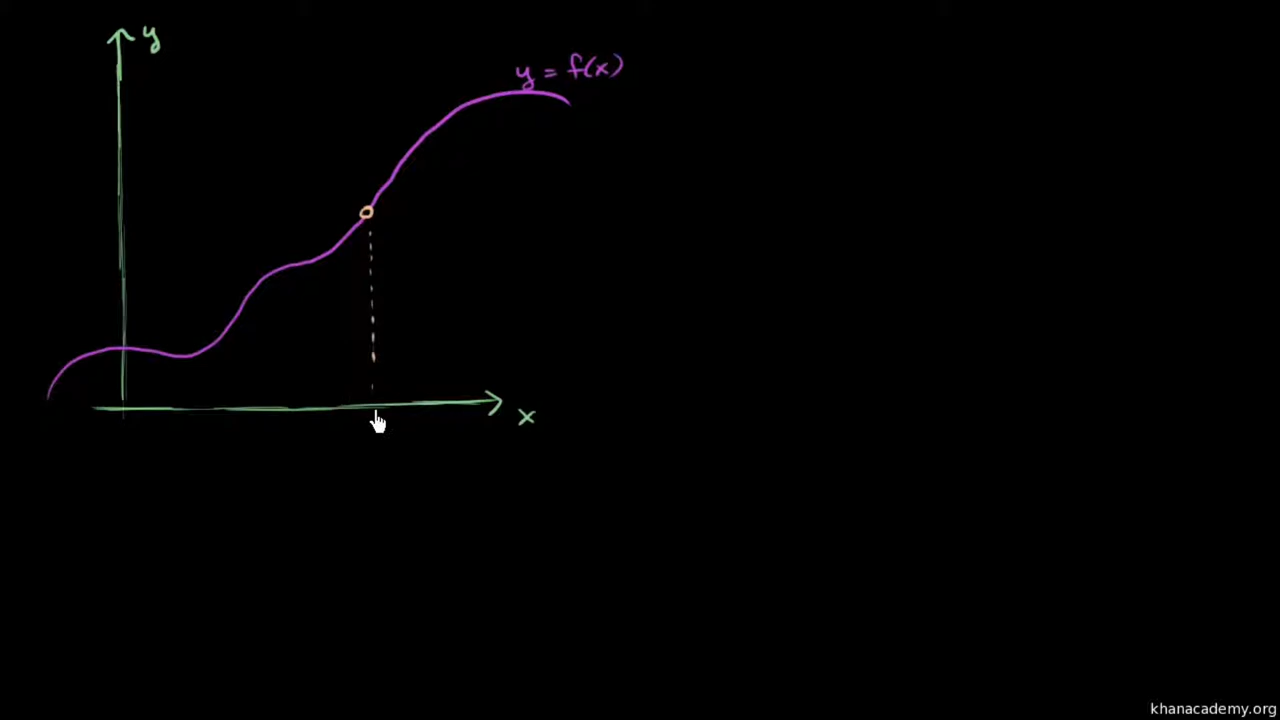 y
y = f(x)
x
khanacademy.org